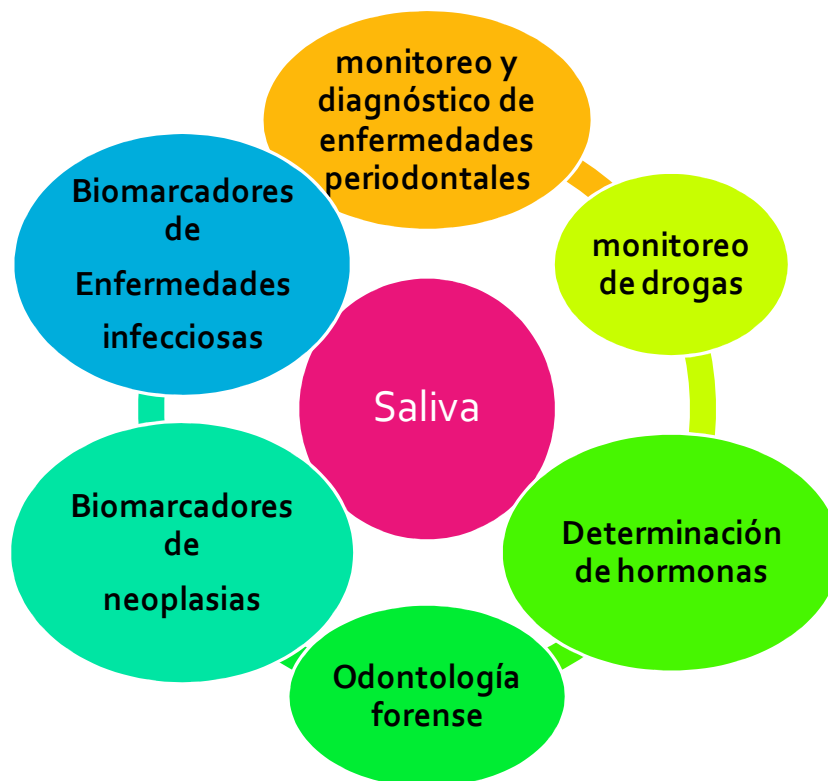 monitoreo y
diagnóstico de
enfermedades
periodontales
monitoreo
de drogas
Determinación
de hormonas
Odontología
forense
Biomarcadores
de
neoplasias
Biomarcadores
de
Enfermedades
infecciosas
Saliva